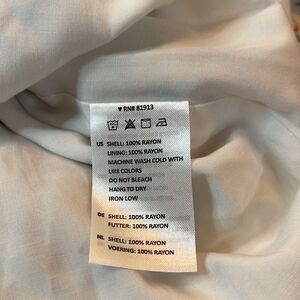 ♥ RN# 81913
US SHELL: 100% RAYON
LINING: 100% RAYON
MACHINE WASH COLD WITH
LIKE COLORS
DO NOT BLEACH
HANG TO DRY
IRON LOW
DE SHELL: 100% RAYON
FUTTER: 100% RAYON
NL SHELL: 100% RAYON
VOERING: 100% RAYON